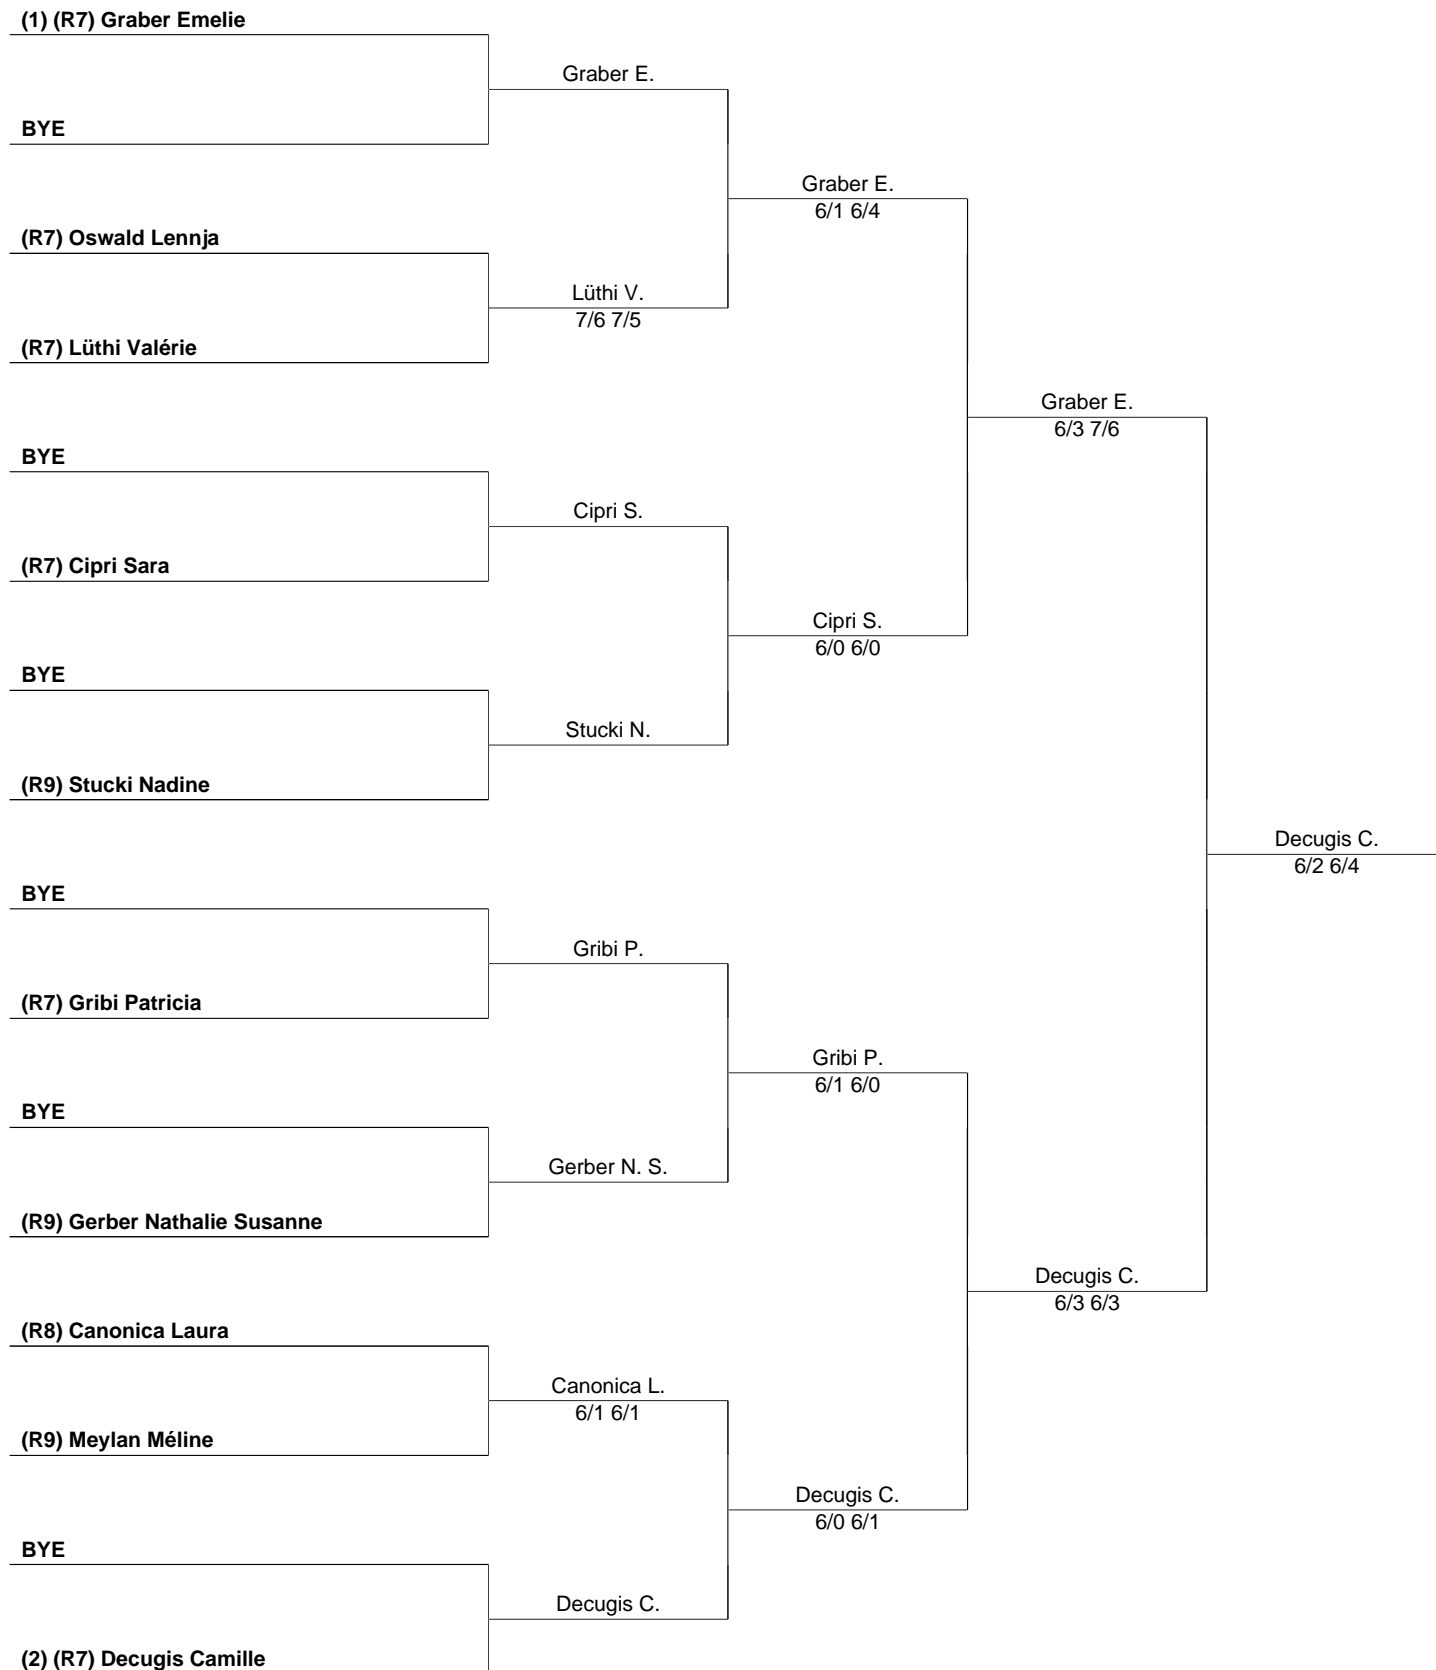 (1) (R7) Graber Emelie
Graber E.
BYE
Graber E.
6/1 6/4
(R7) Oswald Lennja
Lüthi V.
7/6 7/5
(R7) Lüthi Valérie
Graber E.
6/3 7/6
BYE
Cipri S.
(R7) Cipri Sara
Cipri S.
6/0 6/0
BYE
Stucki N.
(R9) Stucki Nadine
Decugis C.
6/2 6/4
BYE
Gribi P.
(R7) Gribi Patricia
Gribi P.
6/1 6/0
BYE
Gerber N. S.
(R9) Gerber Nathalie Susanne
Decugis C.
6/3 6/3
(R8) Canonica Laura
Canonica L.
6/1 6/1
(R9) Meylan Méline
Decugis C.
6/0 6/1
BYE
Decugis C.
(2) (R7) Decugis Camille